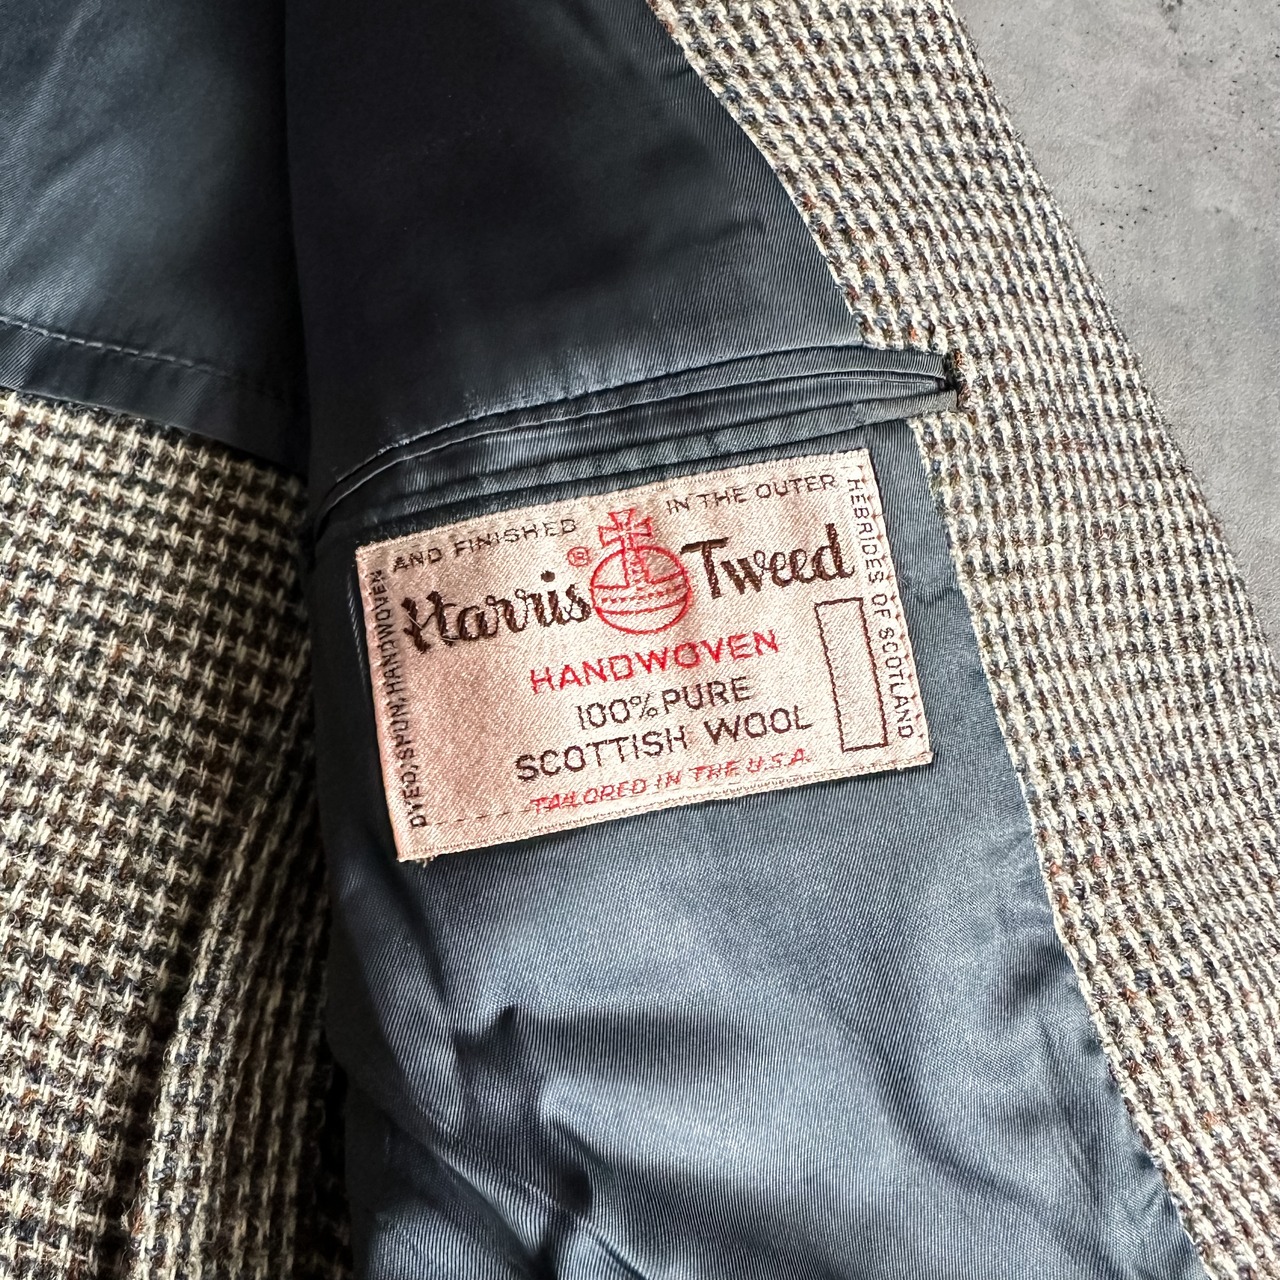 DYED, SPUN, HANDWOVEN
AND FINISHED IN THE OUTER
HEBRIDES OF SCOTLAND
Harris ® Tweed
HANDWOVEN
100% PURE
SCOTTISH WOOL
TAILORED IN THE U.S.A.